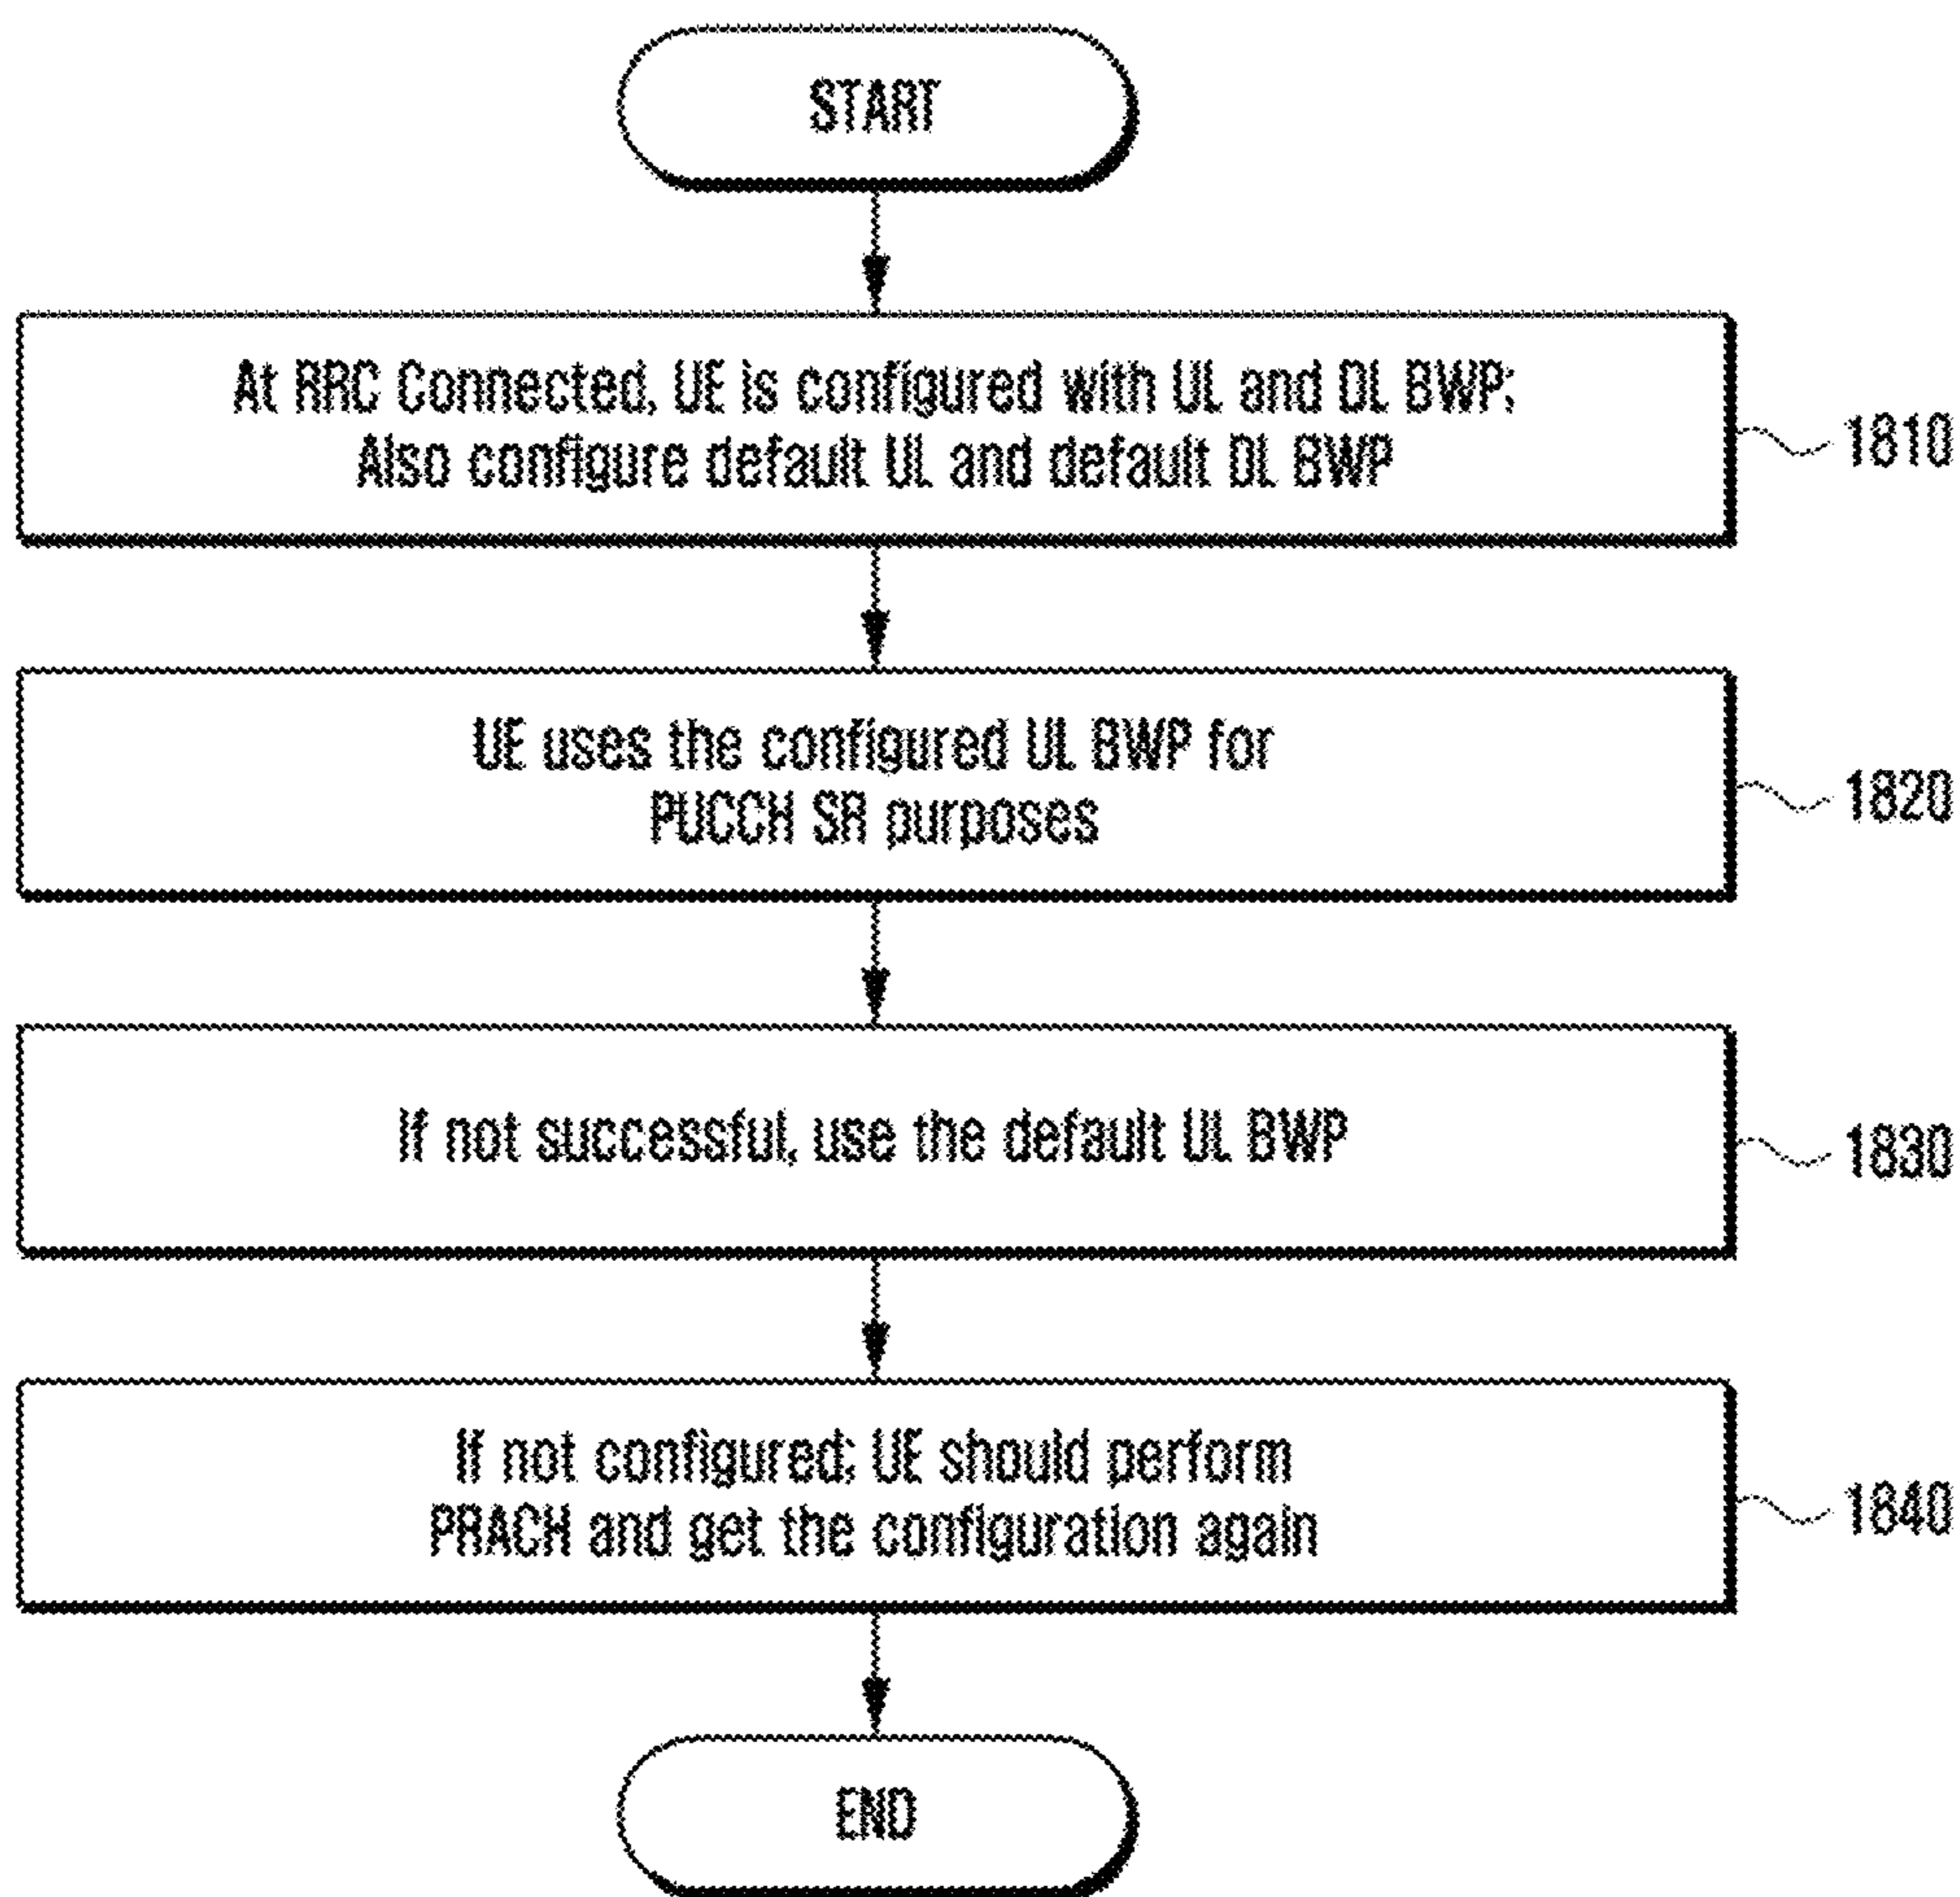 START
At RRC Connected, UE is configured with UL and DL BWP;
Also configure default UL and default DL BWP
1810
UE uses the configured UL BWP for
PUCCH SR purposes
1820
If not successful, use the default UL BWP
1830
If not configured; UE should perform
PRACH and get the configuration again
1840
END